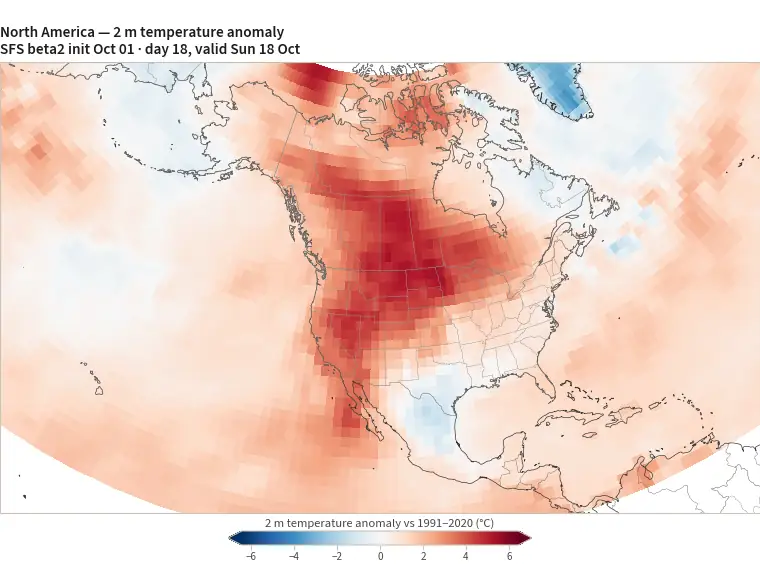 North America — 2 m temperature anomaly
SFS beta2 init Oct 01 · day 18, valid Sun 18 Oct
2 m temperature anomaly vs 1991–2020 (°C)
−6 −4 −2 0 2 4 6